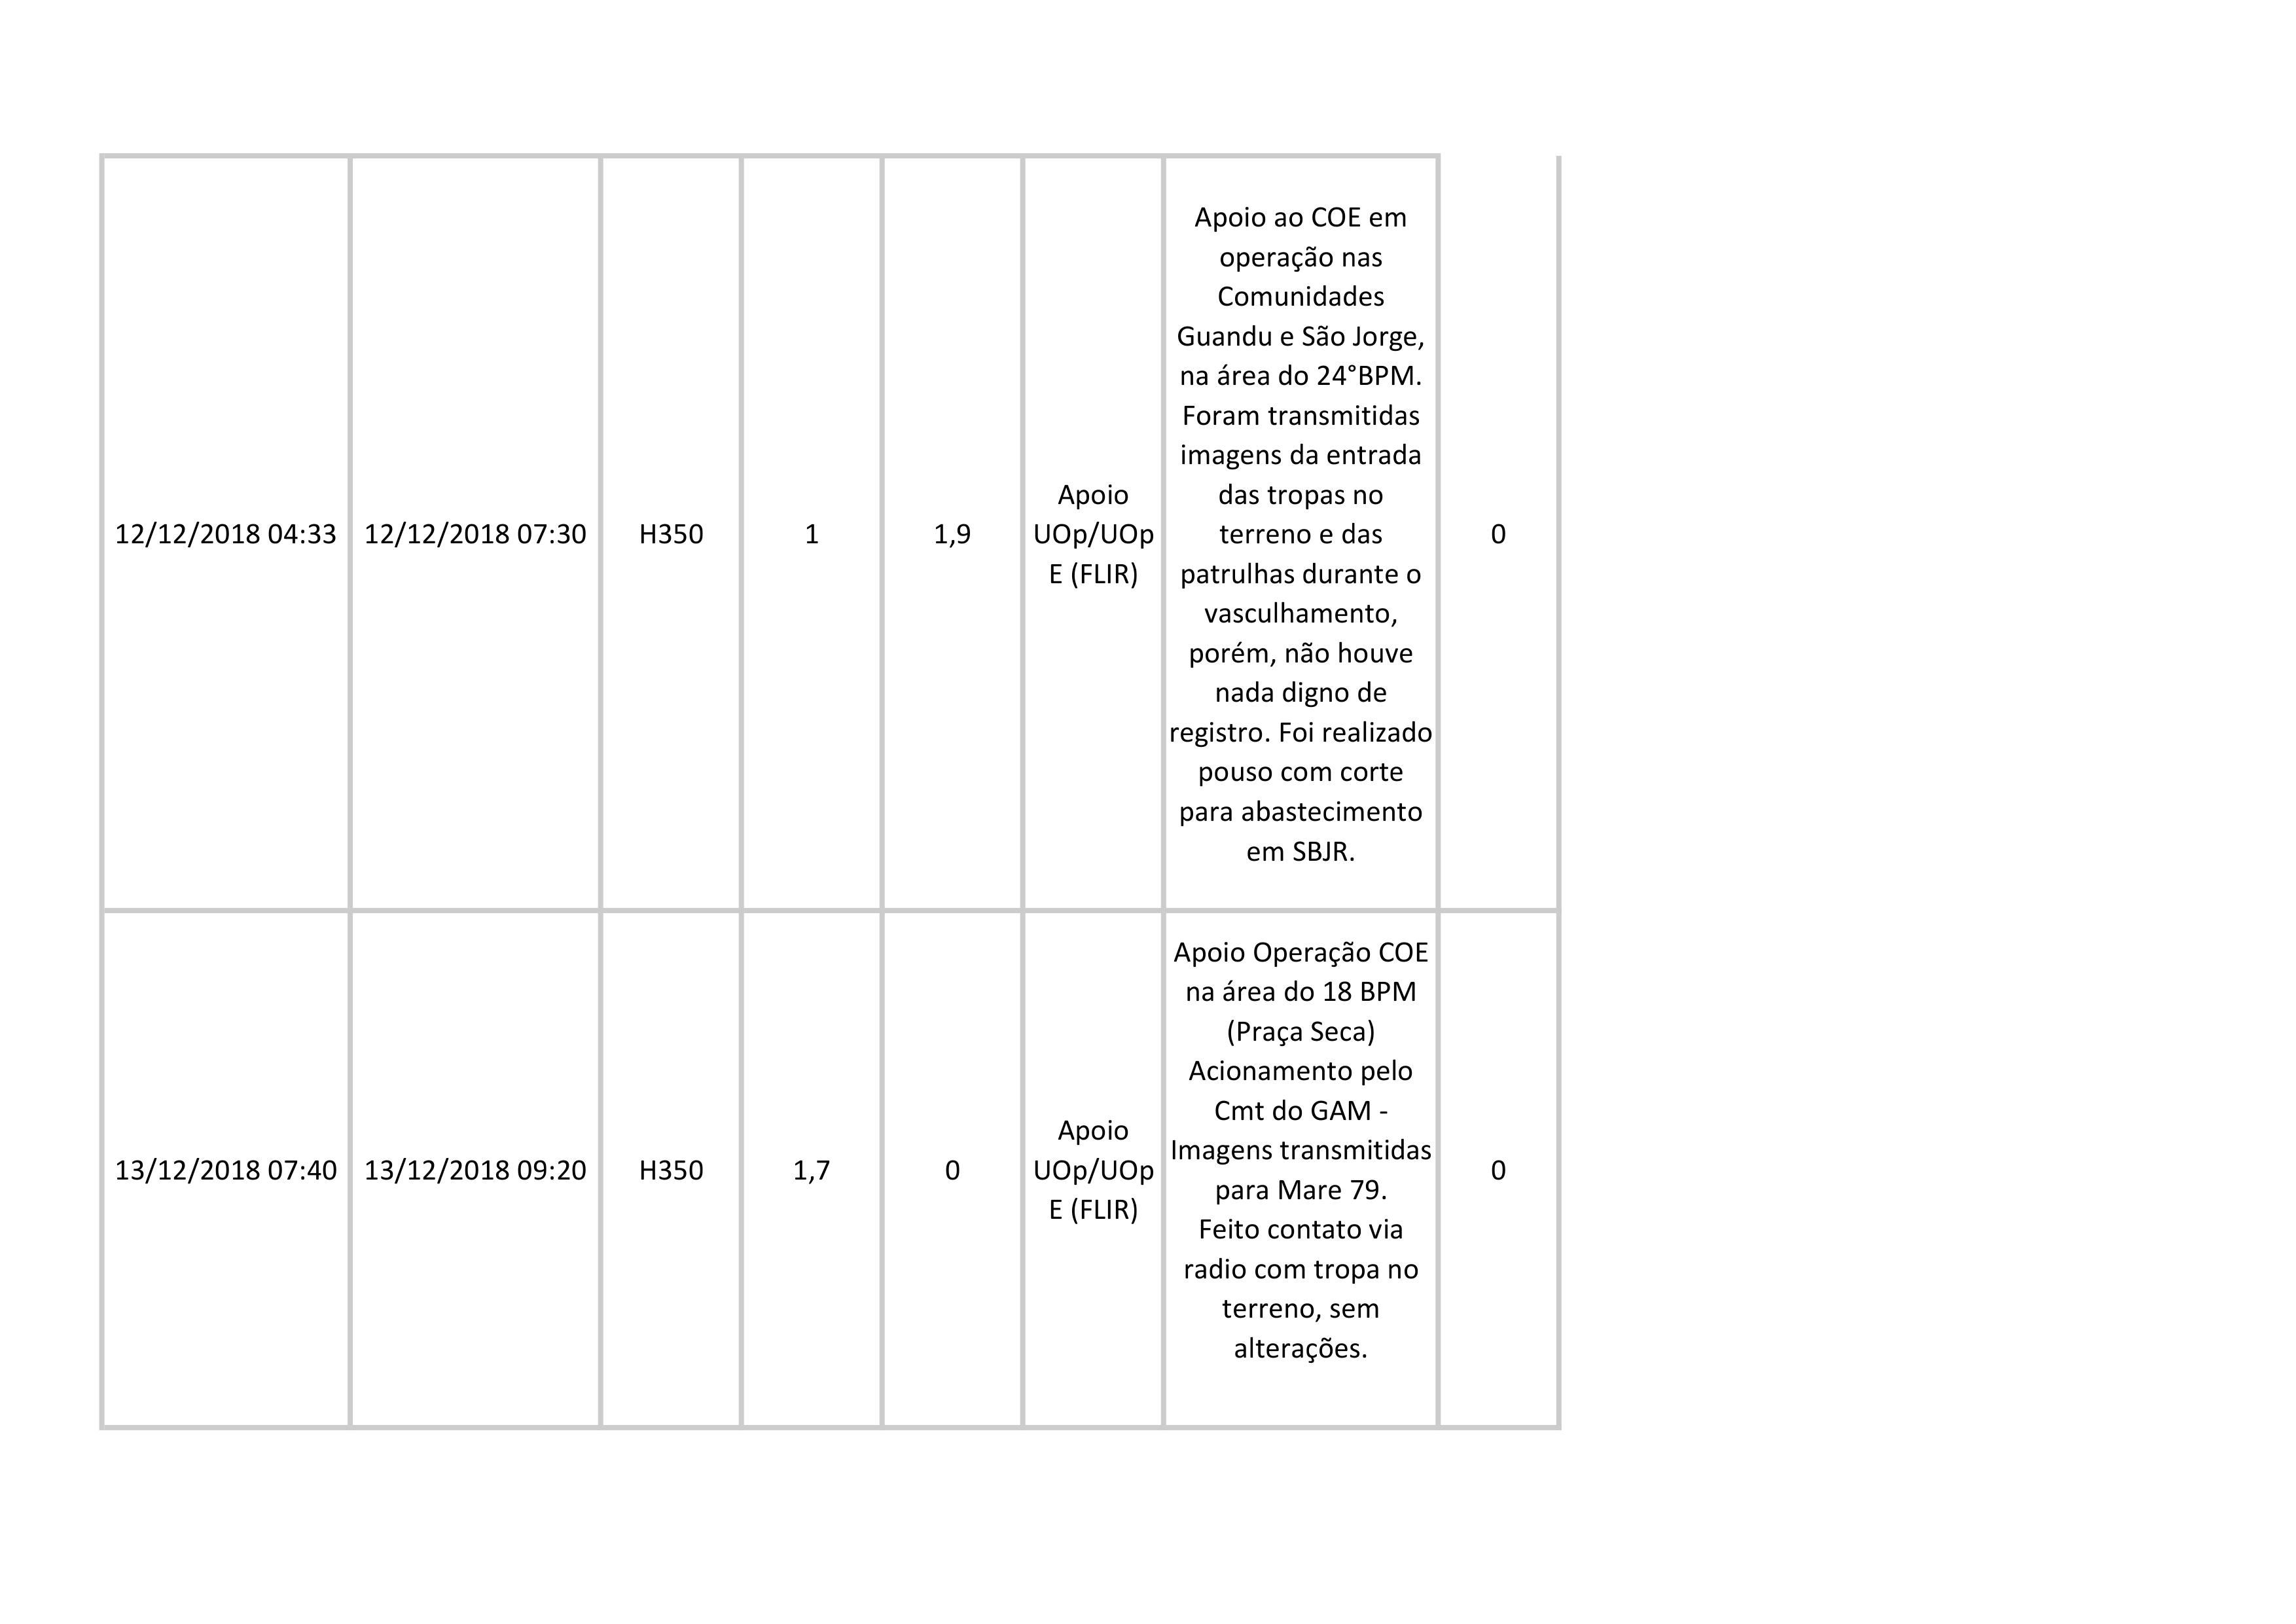 12/12/2018 04:33
12/12/2018 07:30
H350
1
1,9
Apoio
UOp/UOp
E (FLIR)
Apoio ao COE em
operação nas
Comunidades
Guandu e São Jorge,
na área do 24°BPM.
Foram transmitidas
imagens da entrada
das tropas no
terreno e das
patrulhas durante o
vasculhamento,
porém, não houve
nada digno de
registro. Foi realizado
pouso com corte
para abastecimento
em SBJR.
0
13/12/2018 07:40
13/12/2018 09:20
H350
1,7
0
Apoio
UOp/UOp
E (FLIR)
Apoio Operação COE
na área do 18 BPM
(Praça Seca)
Acionamento pelo
Cmt do GAM -
Imagens transmitidas
para Mare 79.
Feito contato via
radio com tropa no
terreno, sem
alterações.
0